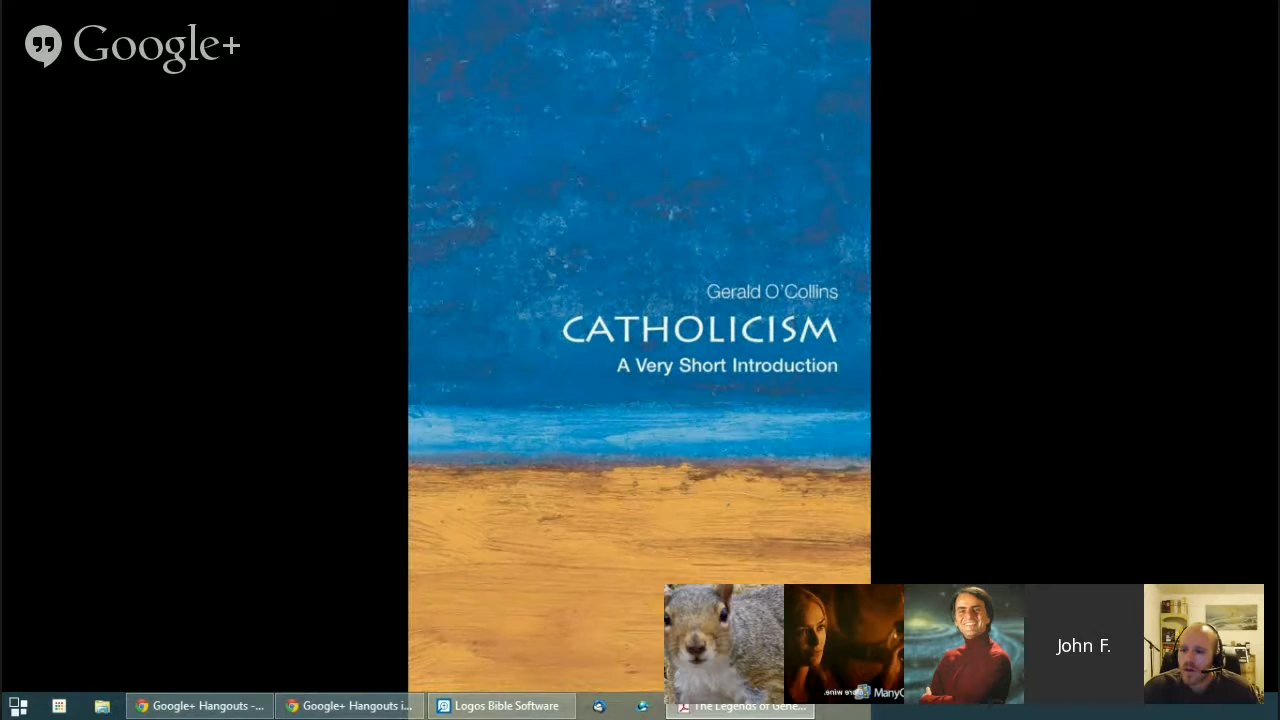 Google+
Gerald O'Collins
CATHOLICISM
A Very Short Introduction
John F.
ManyC
Google+ Hangouts -...
Google+ Hangouts i...
Logos Bible Software
The Legends of Gene...